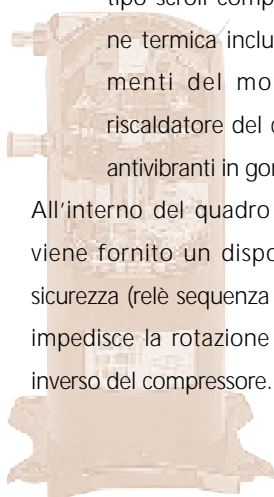 tipo scroll comp
ne termica inclu
menti del mo
riscaldatore del
antivibranti in go
All'interno del quadro
viene fornito un dispo
sicurezza (relè sequenza
impedisce la rotazione
inverso del compressore.